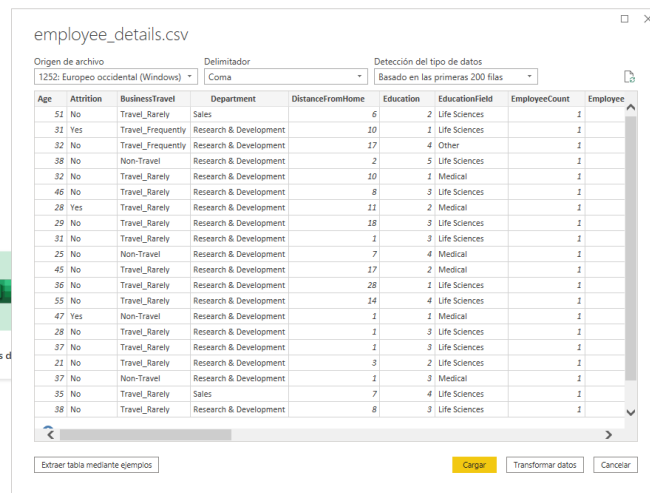 employee_details.csv
Origen de archivo Delimitador Detección del tipo de datos
1252: Europeo occidental (Windows) Coma Basado en las primeras 200 filas
Age Attrition BusinessTravel Department DistanceFromHome Education EducationField EmployeeCount Employee
51 No Travel_Rarely Sales 6 2 Life Sciences 1
31 Yes Travel_Frequently Research & Development 10 1 Life Sciences 1
32 No Travel_Frequently Research & Development 17 4 Other 1
38 No Non-Travel Research & Development 2 5 Life Sciences 1
32 No Travel_Rarely Research & Development 10 1 Medical 1
46 No Travel_Rarely Research & Development 8 3 Life Sciences 1
28 Yes Travel_Rarely Research & Development 11 2 Medical 1
29 No Travel_Rarely Research & Development 18 3 Life Sciences 1
31 No Travel_Rarely Research & Development 1 3 Life Sciences 1
25 No Non-Travel Research & Development 7 4 Medical 1
45 No Travel_Rarely Research & Development 17 2 Medical 1
36 No Travel_Rarely Research & Development 28 1 Life Sciences 1
55 No Travel_Rarely Research & Development 14 4 Life Sciences 1
47 Yes Non-Travel Research & Development 1 1 Medical 1
s d
28 No Travel_Rarely Research & Development 1 3 Life Sciences 1
37 No Travel_Rarely Research & Development 1 3 Life Sciences 1
21 No Travel_Rarely Research & Development 3 2 Life Sciences 1
37 No Non-Travel Research & Development 1 3 Medical 1
35 No Travel_Rarely Sales 7 4 Life Sciences 1
38 No Travel_Rarely Research & Development 8 3 Life Sciences 1
Extraer tabla mediante ejemplos Cargar Transformar datos Cancelar